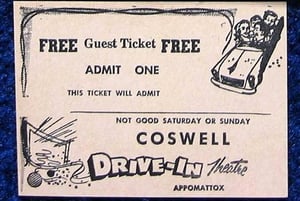 FREE Guest Ticket FREE
ADMIT ONE
THIS TICKET WILL ADMIT
NOT GOOD SATURDAY OR SUNDAY
COSWELL
DRIVE-IN Theatre
APPOMATTOX